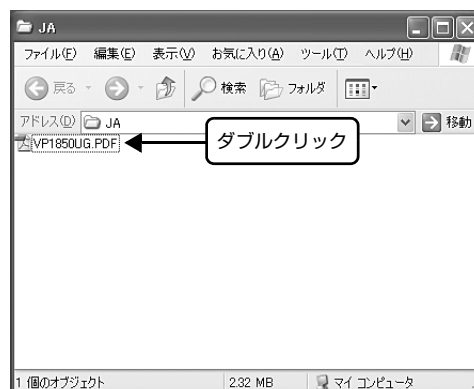 JA
ファイル(F) 編集(E) 表示(V) お気に入り(A) ツール(T) ヘルプ(H)
戻る 検索 フォルダ
アドレス(D) JA 移動
VP1850UG.PDF ダブルクリック
1 個のオブジェクト 2.32 MB マイ コンピュータ